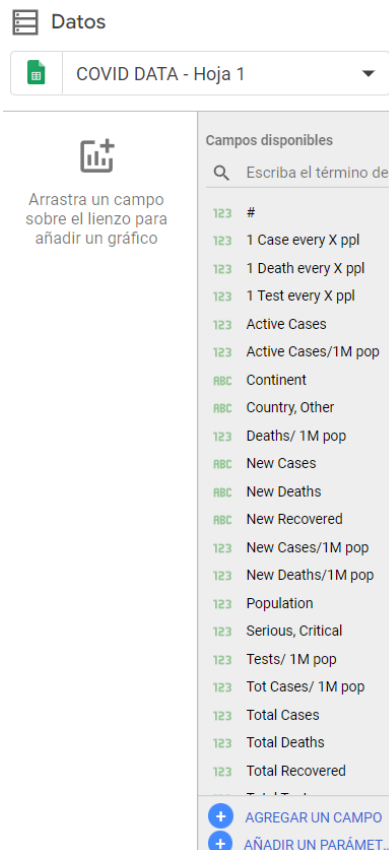 Datos
COVID DATA - Hoja 1
Arrastra un campo
sobre el lienzo para
añadir un gráfico
Campos disponibles
Escriba el término de
123 #
123 1 Case every X ppl
123 1 Death every X ppl
123 1 Test every X ppl
123 Active Cases
123 Active Cases/1M pop
ABC Continent
ABC Country, Other
123 Deaths/ 1M pop
ABC New Cases
ABC New Deaths
ABC New Recovered
123 New Cases/1M pop
123 New Deaths/1M pop
123 Population
123 Serious, Critical
123 Tests/ 1M pop
123 Tot Cases/ 1M pop
123 Total Cases
123 Total Deaths
123 Total Recovered
AGREGAR UN CAMPO
AÑADIR UN PARÁMET...